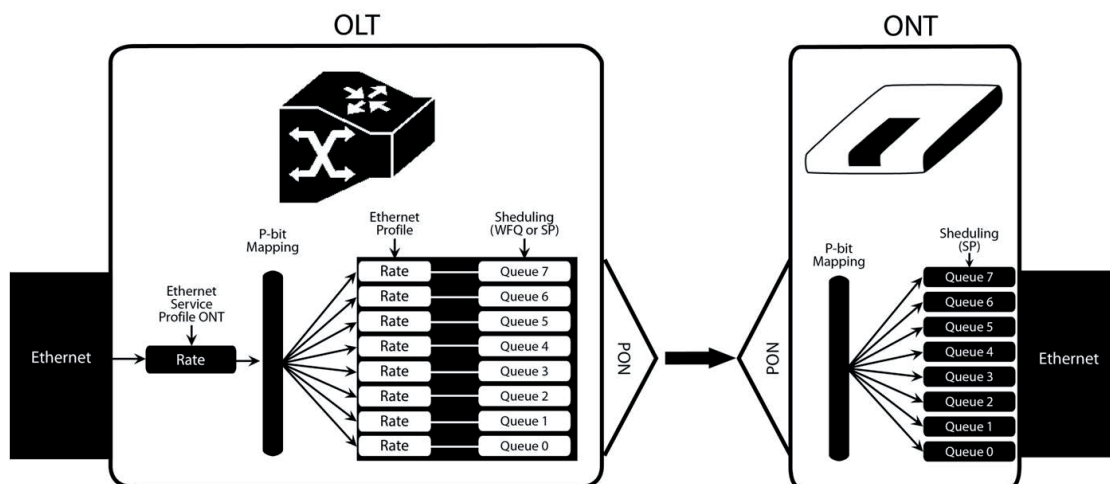 OLT
ONT
Ethernet
Ethernet
Service
Profile ONT
Rate
P-bit
Mapping
Ethernet
Profile
Sheduling
(WFQ or SP)
Rate
Queue 7
Rate
Queue 6
Rate
Queue 5
Rate
Queue 4
Rate
Queue 3
Rate
Queue 2
Rate
Queue 1
Rate
Queue 0
PON
PON
P-bit
Mapping
Sheduling
(SP)
Queue 7
Queue 6
Queue 5
Queue 4
Queue 3
Queue 2
Queue 1
Queue 0
Ethernet